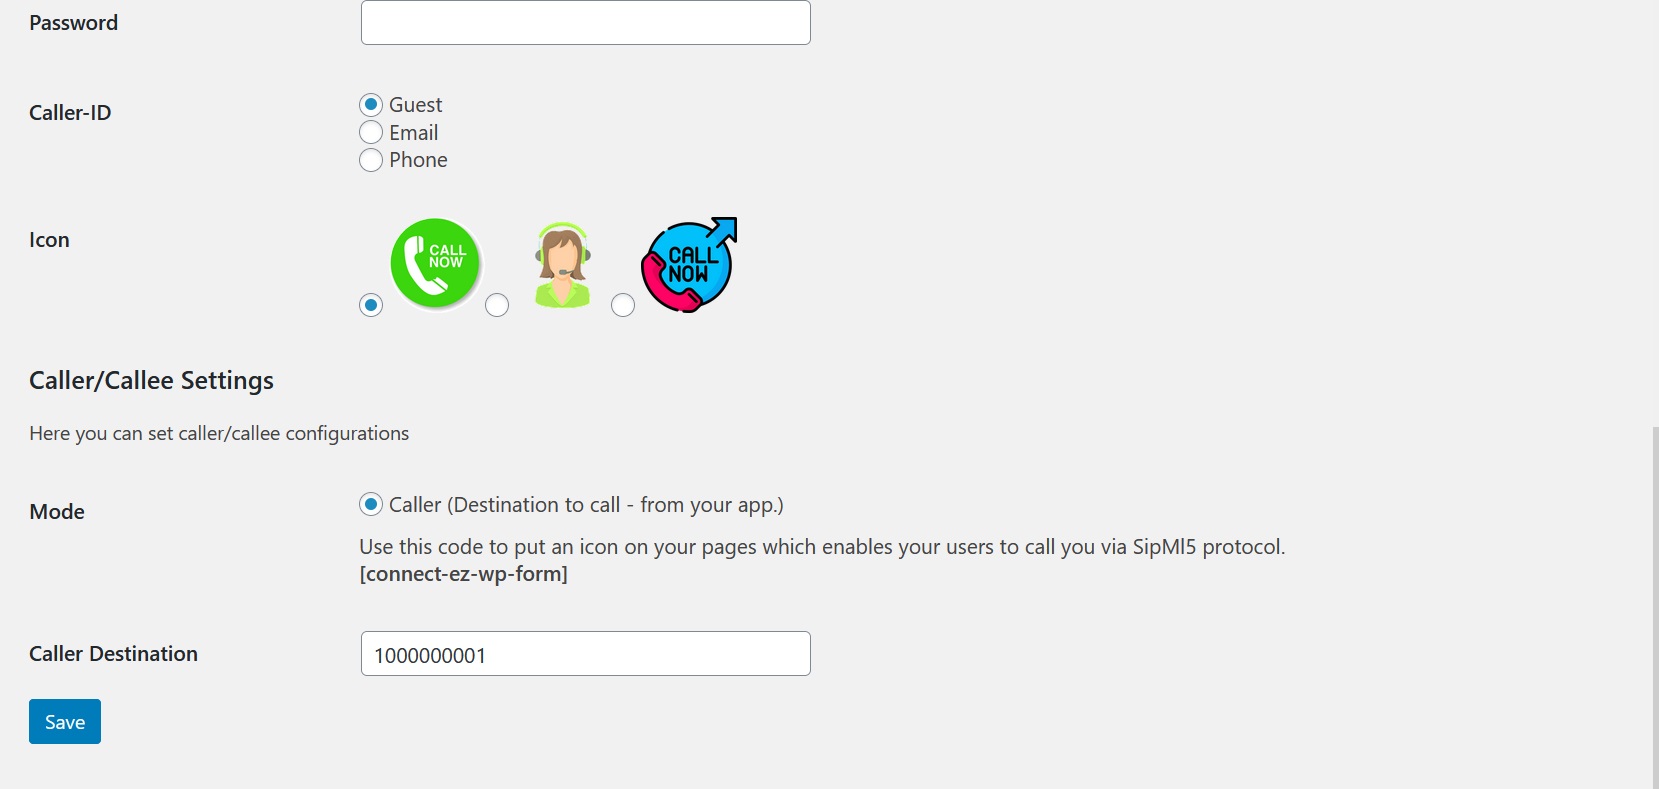 Password
Caller-ID
Guest
Email
Phone
Icon
CALL
NOW
CALL
NOW
Caller/Callee Settings
Here you can set caller/callee configurations
Mode
Caller (Destination to call - from your app.)
Use this code to put an icon on your pages which enables your users to call you via SipMl5 protocol.
[connect-ez-wp-form]
Caller Destination
1000000001
Save